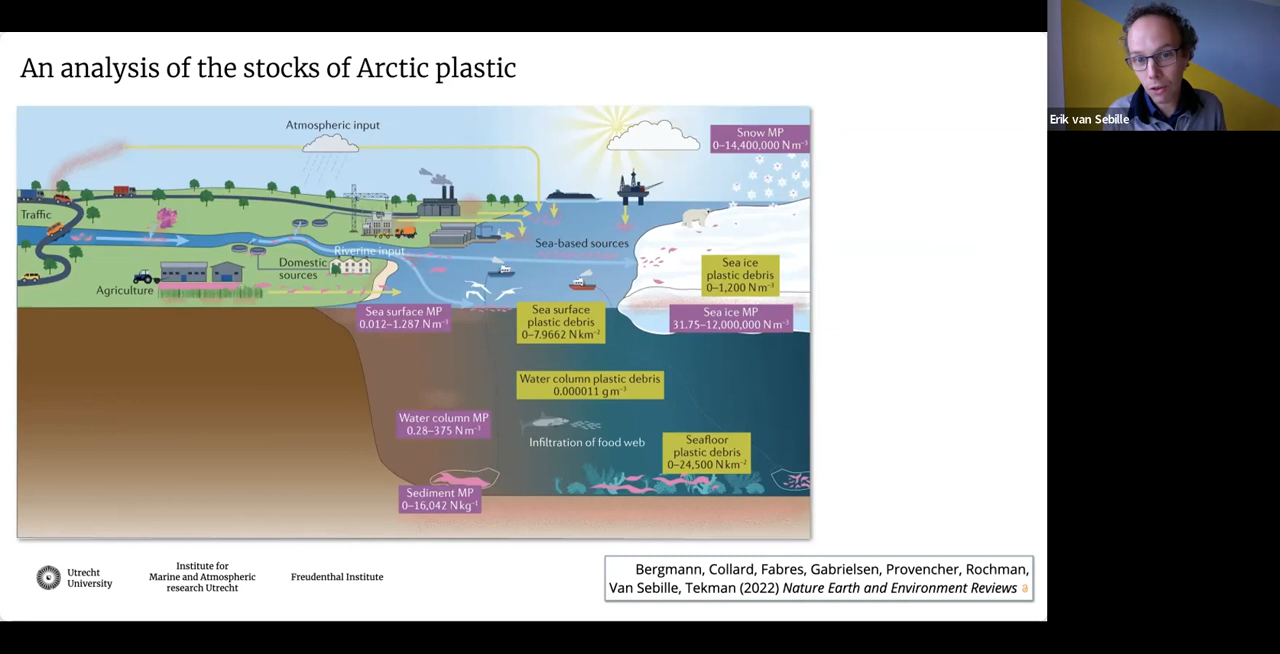 An analysis of the stocks of Arctic plastic
Erik van Sebille
Atmospheric input
Snow MP
0–14,400,000 N m⁻³
Traffic
Riverine input
Sea-based sources
Domestic
sources
Agriculture
Sea ice
plastic debris
0–1,200 N m⁻³
Sea surface MP
0.012–1.287 N m⁻³
Sea surface
plastic debris
0–7.9662 N km⁻²
Sea ice MP
31.75–12,000,000 N m⁻³
Water column plastic debris
0.000011 g m⁻³
Water column MP
0.28–375 N m⁻³
Infiltration of food web
Seafloor
plastic debris
0–24,500 N km⁻²
Sediment MP
0–16,042 N kg⁻¹
Utrecht
University
Institute for
Marine and Atmospheric
research Utrecht
Freudenthal Institute
Bergmann, Collard, Fabres, Gabrielsen, Provencher, Rochman,
Van Sebille, Tekman (2022) Nature Earth and Environment Reviews